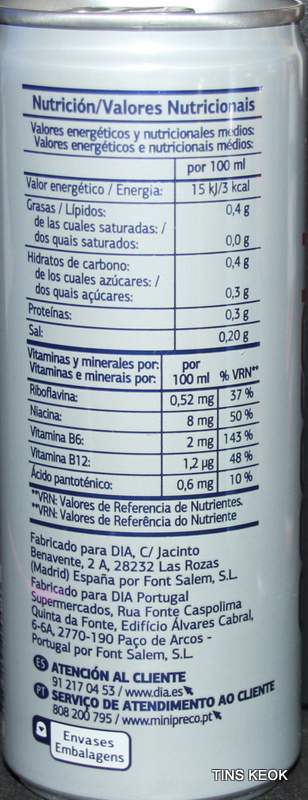 Nutrición/Valores Nutricionais
Valores energéticos y nutricionales medios:
Valores energéticos e nutricionais médios:
por 100 ml
Valor energético / Energia: 15 kJ/3 kcal
Grasas / Lípidos: 0,4 g
de las cuales saturadas: /
dos quais saturados: 0,0 g
Hidratos de carbono: 0,4 g
de los cuales azúcares: /
dos quais açúcares: 0,3 g
Proteínas: 0,3 g
Sal: 0,20 g
Vitaminas y minerales por: por
Vitaminas e minerais por: 100 ml % VRN**
Riboflavina: 0,52 mg 37 %
Niacina: 8 mg 50 %
Vitamina B6: 2 mg 143 %
Vitamina B12: 1,2 µg 48 %
Ácido pantoténico: 0,6 mg 10 %
**VRN: Valores de Referencia de Nutrientes.
**VRN: Valores de Referência do Nutriente
Fabricado para DIA, C/ Jacinto
Benavente, 2 A, 28232 Las Rozas
(Madrid) España por Font Salem, S.L.
Fabricado para DIA Portugal
Supermercados, Rua Fonte Caspolima
Quinta da Fonte, Edifício Álvares Cabral,
6-6A, 2770-190 Paço de Arcos -
Portugal por Font Salem, S.L.
ES ATENCIÓN AL CLIENTE
91 217 04 53 / www.dia.es
PT SERVIÇO DE ATENDIMENTO AO CLIENTE
808 200 795 / www.minipreco.pt
Envases
Embalagens
TINS KEOK